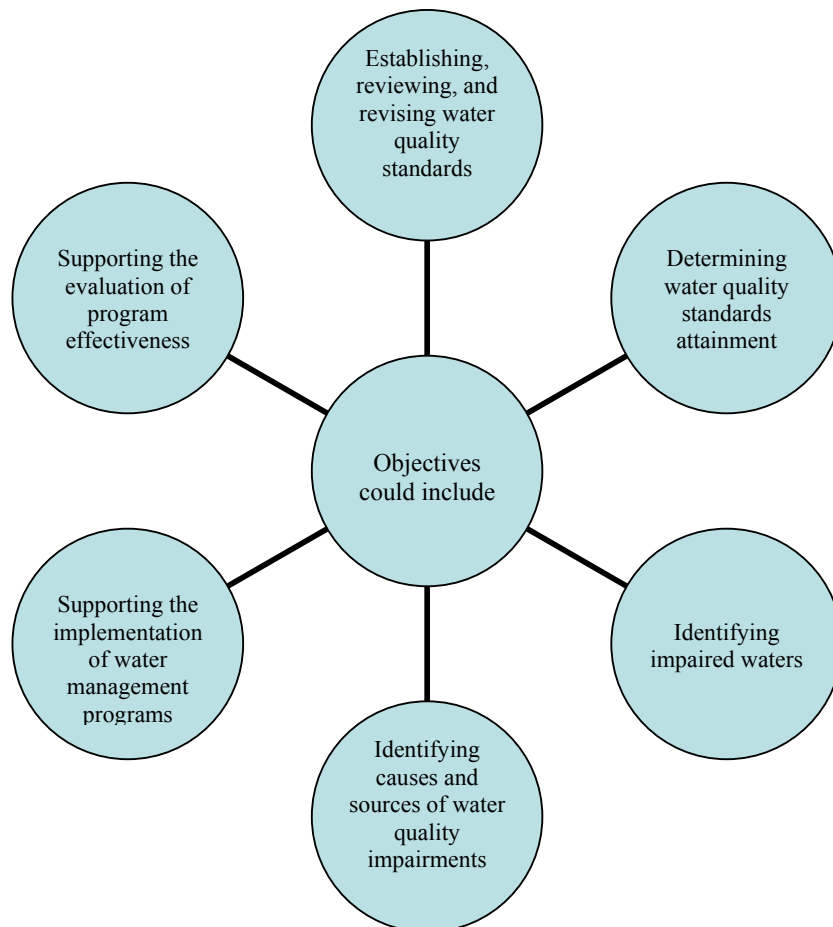 Establishing,
reviewing, and
revising water
quality
standards
Supporting the
evaluation of
program
effectiveness
Determining
water quality
standards
attainment
Objectives
could include
Supporting the
implementation
of water
management
programs
Identifying
impaired waters
Identifying
causes and
sources of water
quality
impairments